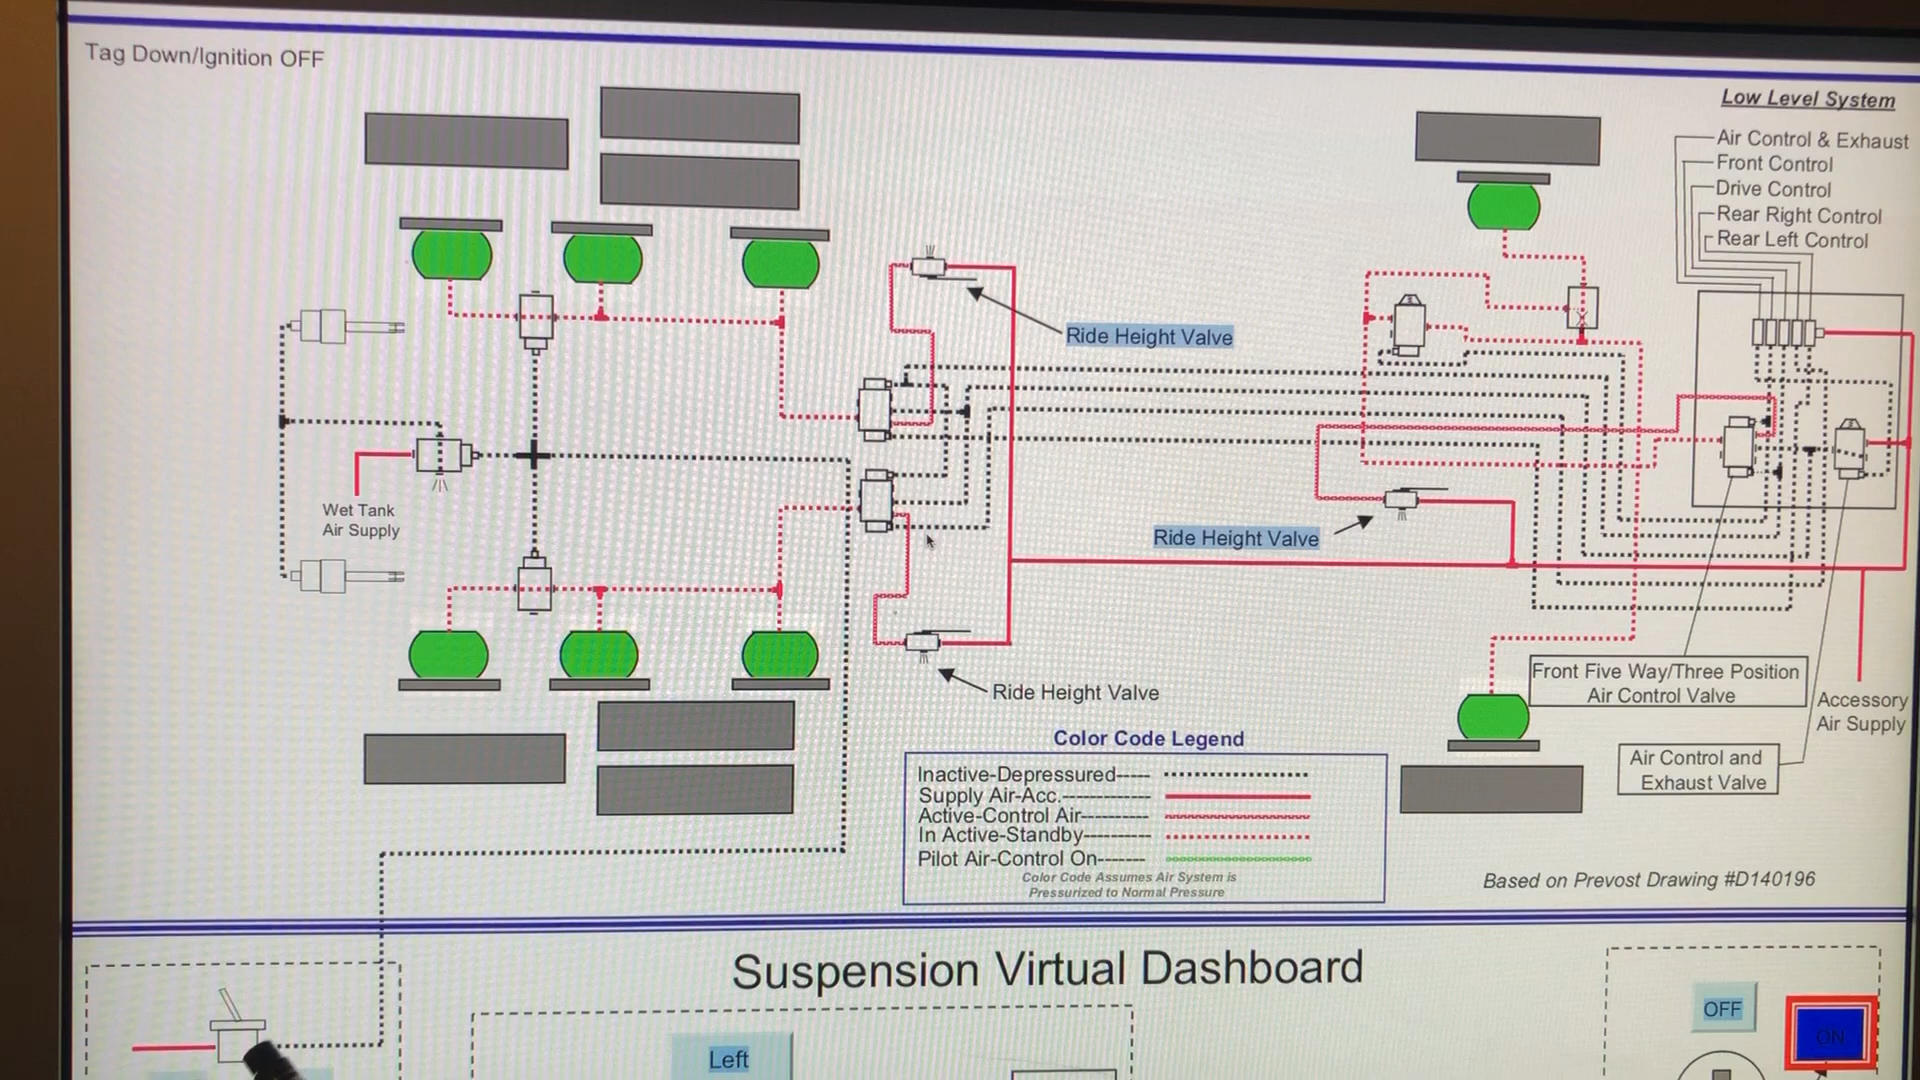 Tag Down/Ignition OFF
Low Level System
Air Control & Exhaust
Front Control
Drive Control
Rear Right Control
Rear Left Control
Ride Height Valve
Wet Tank
Air Supply
Ride Height Valve
Ride Height Valve
Front Five Way/Three Position
Air Control Valve
Accessory
Air Supply
Air Control and
Exhaust Valve
Color Code Legend
Inactive-Depressured-----
Supply Air-Acc.-------------
Active-Control Air----------
In Active-Standby----------
Pilot Air-Control On-------
Color Code Assumes Air System is
Pressurized to Normal Pressure
Based on Prevost Drawing #D140196
Suspension Virtual Dashboard
OFF
ON
Left